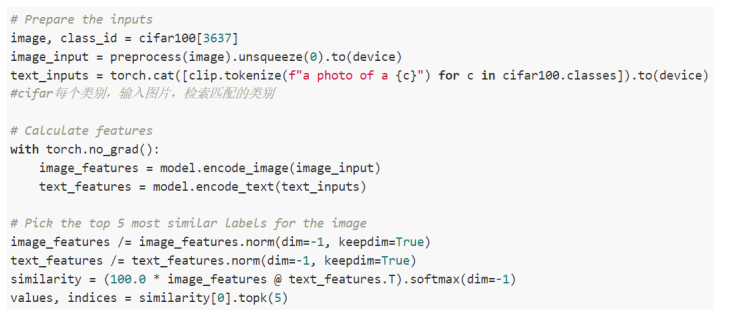 # Prepare the inputs
image, class_id = cifar100[3637]
image_input = preprocess(image).unsqueeze(0).to(device)
text_inputs = torch.cat([clip.tokenize(f"a photo of a {c}") for c in cifar100.classes]).to(device)
#cifar每个类别，输入图片，检索匹配的类别
# Calculate features
with torch.no_grad():
    image_features = model.encode_image(image_input)
    text_features = model.encode_text(text_inputs)
# Pick the top 5 most similar labels for the image
image_features /= image_features.norm(dim=-1, keepdim=True)
text_features /= text_features.norm(dim=-1, keepdim=True)
similarity = (100.0 * image_features @ text_features.T).softmax(dim=-1)
values, indices = similarity[0].topk(5)